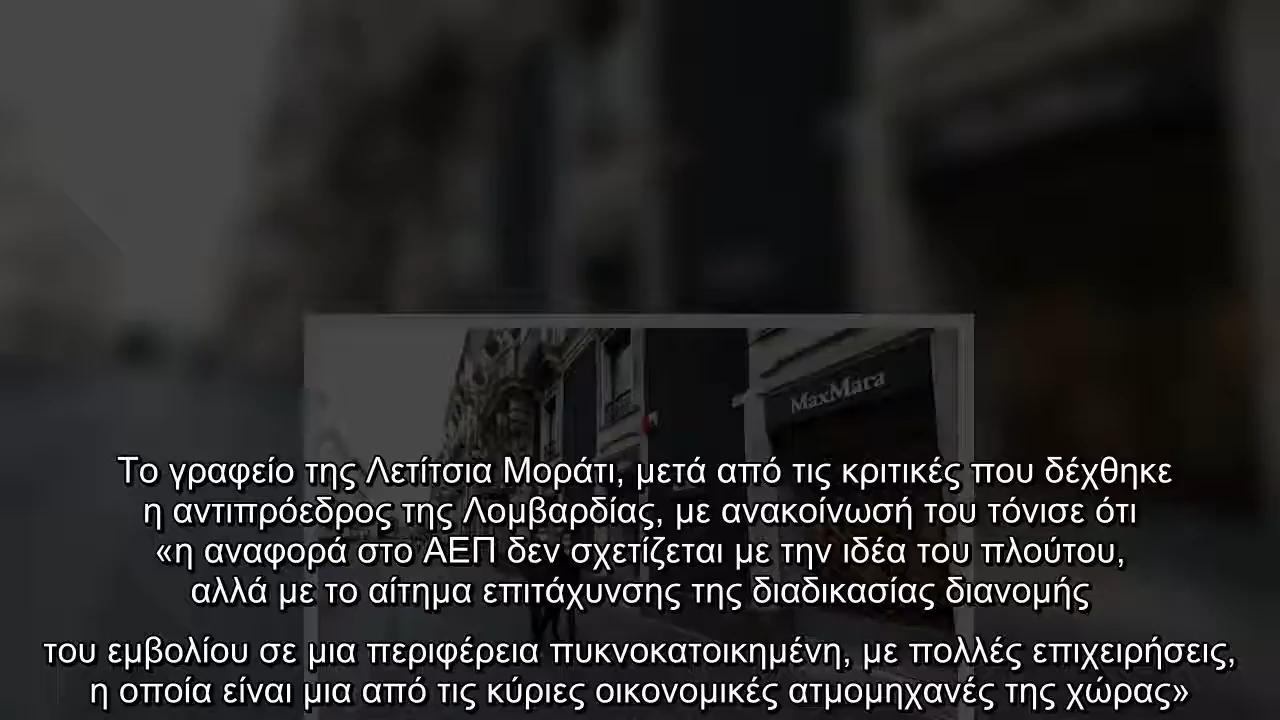 MaxMara
Το γραφείο της Λετίτσια Μοράτι, μετά από τις κριτικές που δέχθηκε
η αντιπρόεδρος της Λομβαρδίας, με ανακοίνωσή του τόνισε ότι
«η αναφορά στο ΑΕΠ δεν σχετίζεται με την ιδέα του πλούτου,
αλλά με το αίτημα επιτάχυνσης της διαδικασίας διανομής
του εμβολίου σε μια περιφέρεια πυκνοκατοικημένη, με πολλές επιχειρήσεις,
η οποία είναι μια από τις κύριες οικονομικές ατμομηχανές της χώρας»